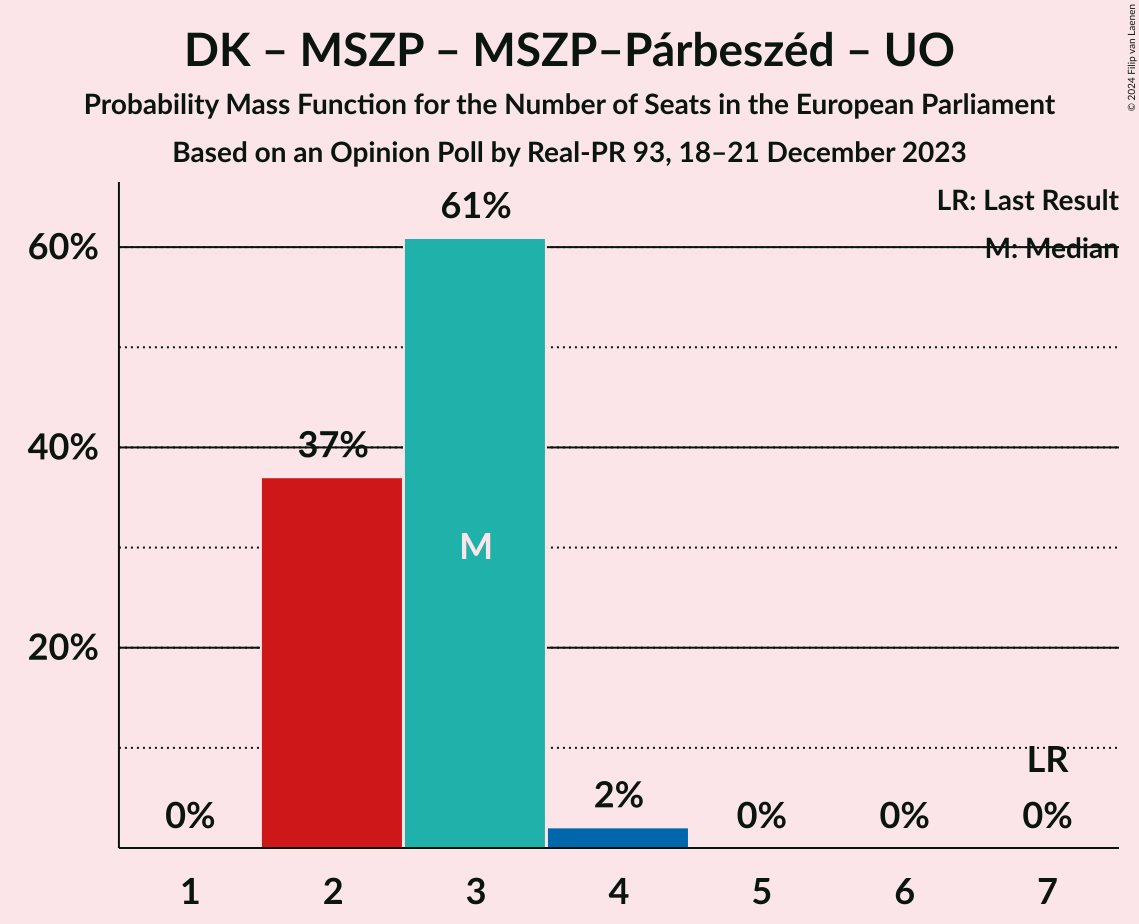 DK – MSZP – MSZP–Párbeszéd – UO
Probability Mass Function for the Number of Seats in the European Parliament
Based on an Opinion Poll by Real-PR 93, 18–21 December 2023
© 2024 Filip van Laenen
LR: Last Result
M: Median
60%
40%
20%
0%
37%
61%
M
2%
0%
0%
LR
0%
1 2 3 4 5 6 7